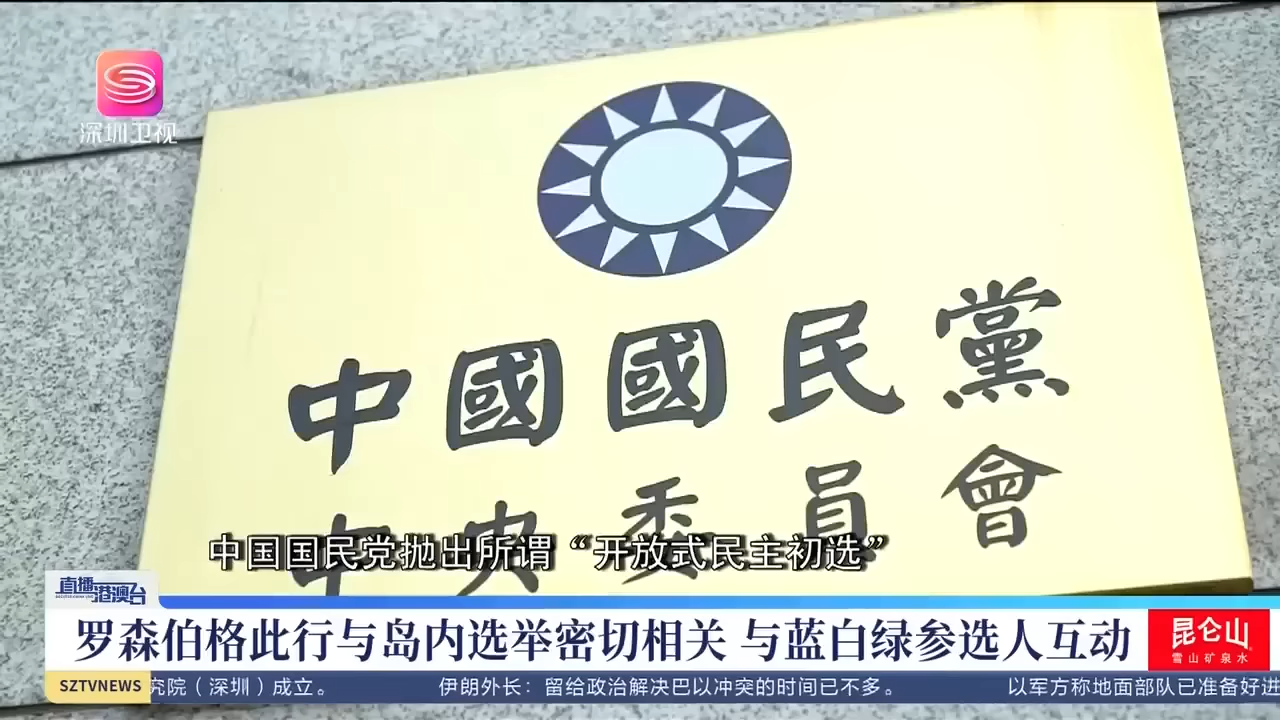 深圳卫视
中國國民黨
中央委員會
中国国民党抛出所谓“开放式民主初选”
直播港澳台
罗森伯格此行与岛内选举密切相关 与蓝白绿参选人互动
昆仑山
雪山矿泉水
SZTVNEWS
究院（深圳）成立。 伊朗外长：留给政治解决巴以冲突的时间已不多。 以军方称地面部队已准备好进